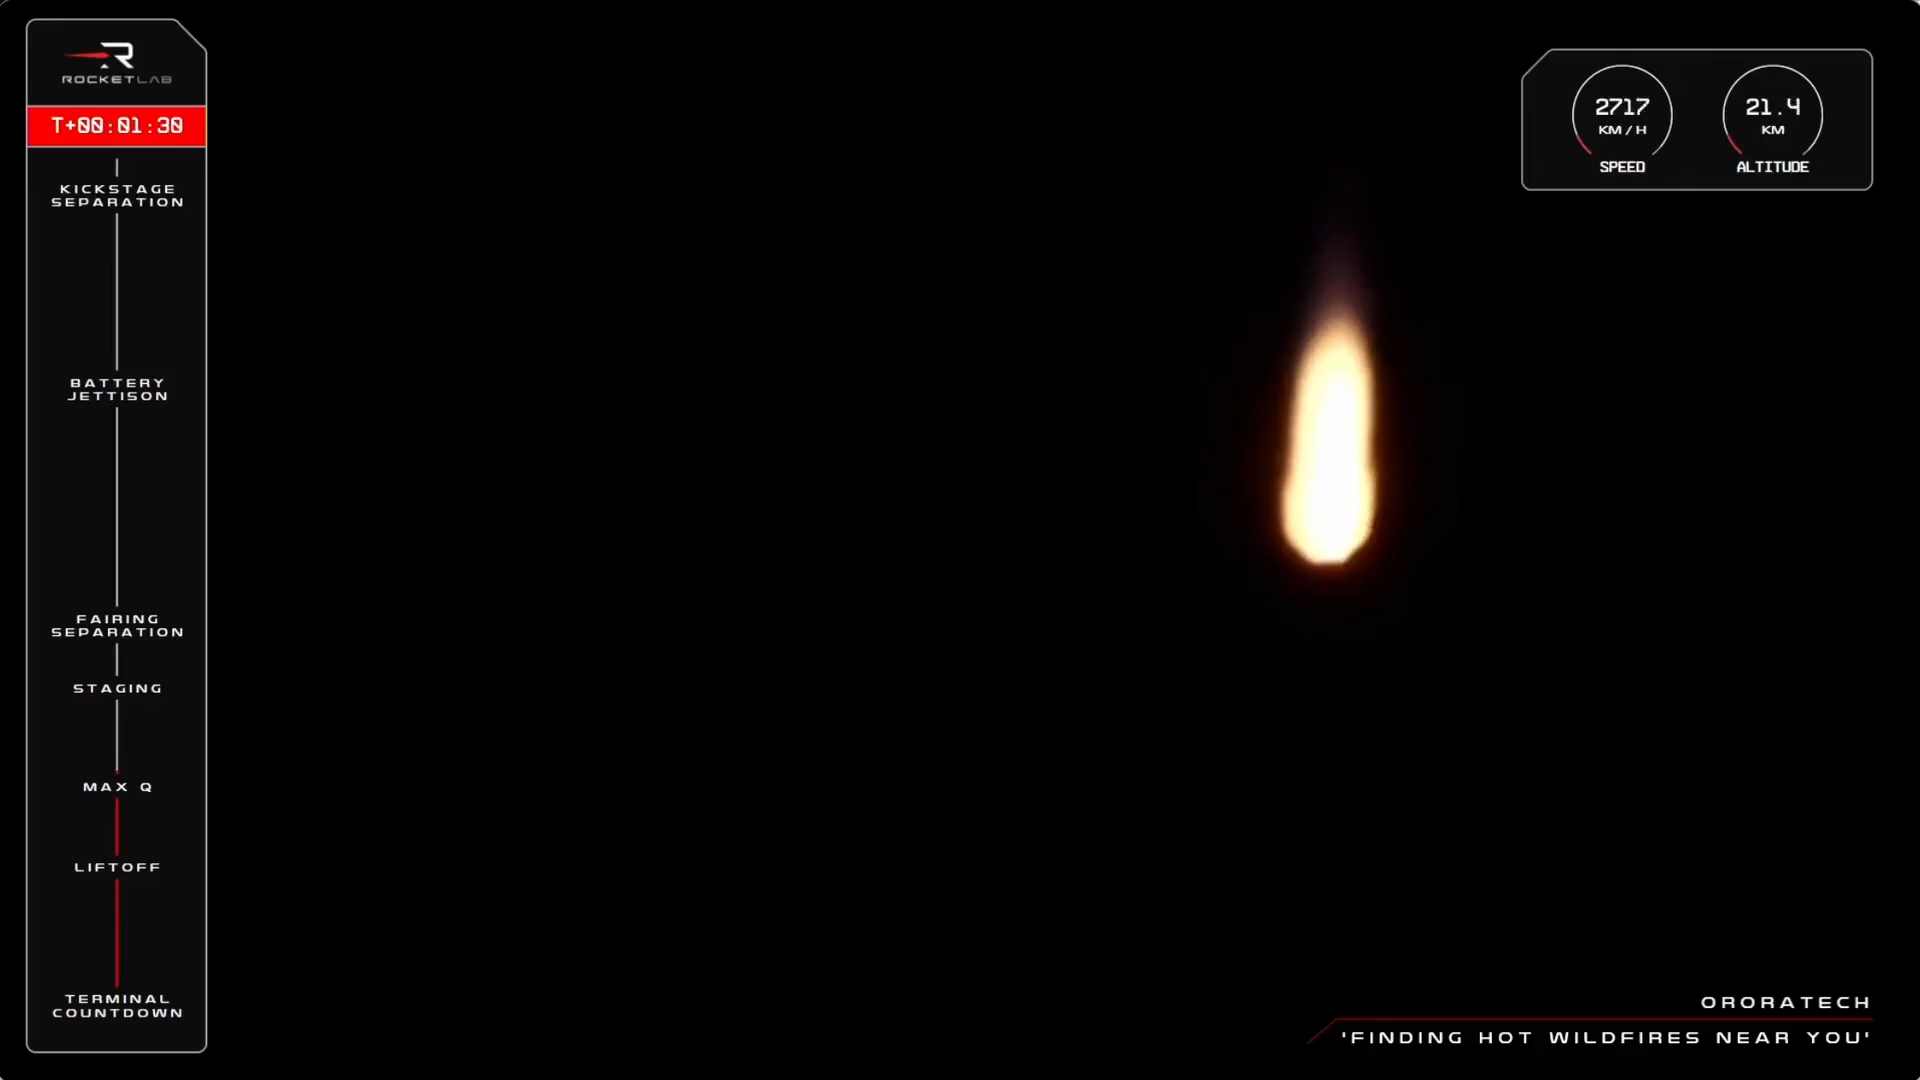 ROCKETLAB
T+00:01:30
KICKSTAGE
SEPARATION
BATTERY
JETTISON
FAIRING
SEPARATION
STAGING
MAX Q
LIFTOFF
TERMINAL
COUNTDOWN
2717
KM/H
SPEED
21.4
KM
ALTITUDE
ORORATECH
'FINDING HOT WILDFIRES NEAR YOU'